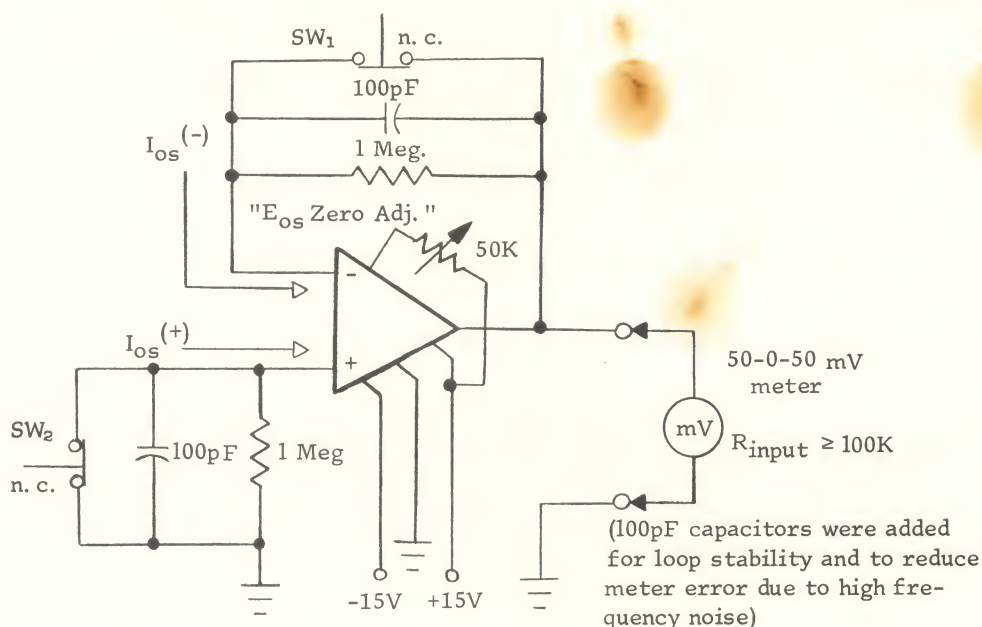 SW1 n. c.
100pF
1 Meg.
Ios(-)
"Eos Zero Adj."
50K
-
Ios(+)
+
50-0-50 mV
meter
SW2
100pF
1 Meg
mV
Rinput ≥ 100K
n. c.
-15V +15V
(100pF capacitors were added
for loop stability and to reduce
meter error due to high fre-
quency noise)